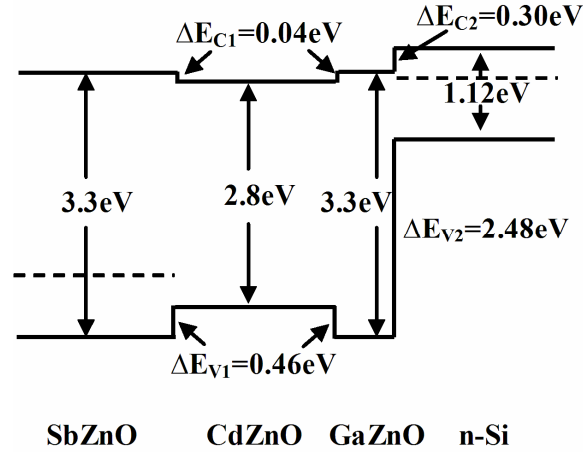 ΔE_C1=0.04eV
ΔE_C2=0.30eV
1.12eV
3.3eV
2.8eV
3.3eV
ΔE_V2=2.48eV
ΔE_V1=0.46eV
SbZnO CdZnO GaZnO n-Si